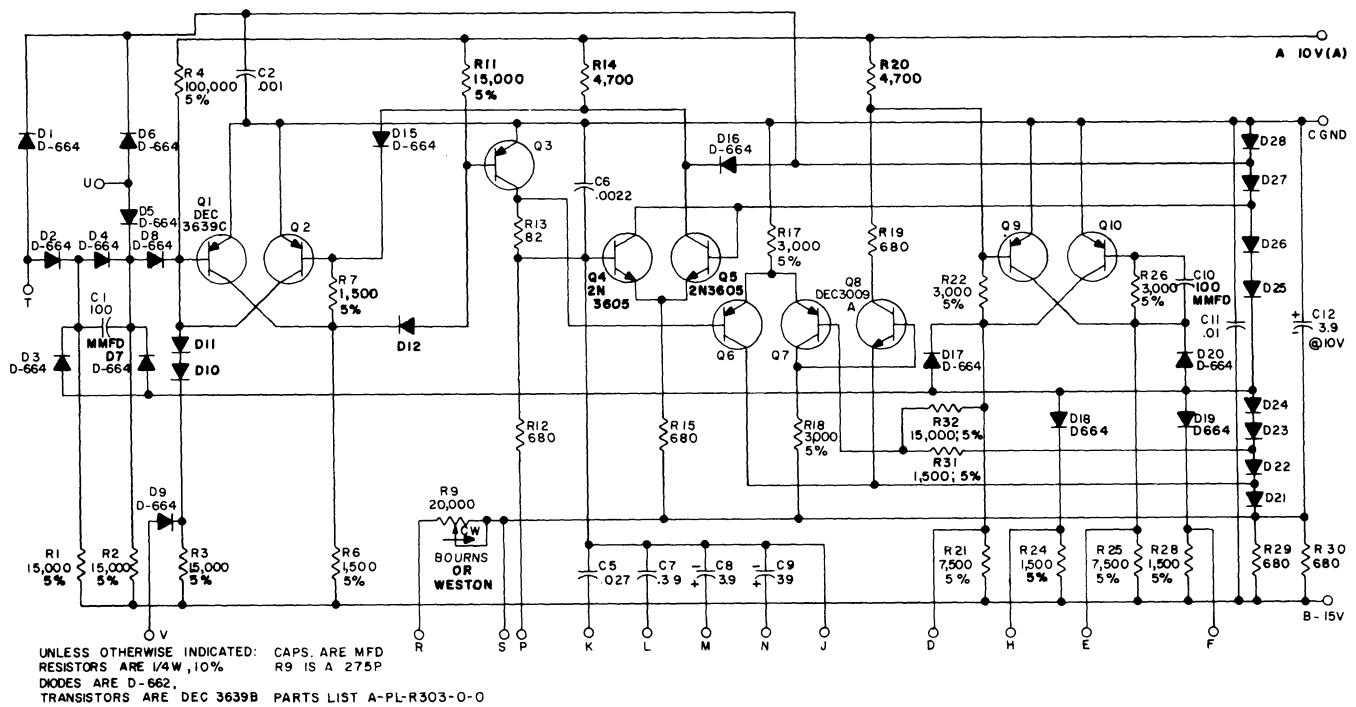 A 10V(A)
R4
100,000
5%
C2
.001
R11
15,000
5%
R14
4,700
R20
4,700
C GND
D1
D-664
D6
D-664
D15
D-664
Q3
D16
D-664
D28
D27
U
Q1
DEC
3639C
Q2
C6
.0022
D5
D-664
D2
D-664
D4
D-664
D8
D-664
R13
82
R17
3,000
5%
R19
680
Q9
Q10
D26
T
R7
1,500
5%
Q4
2N
3605
Q5
2N3605
Q8
DEC3009
A
R22
3,000
5%
R26
3,000
5%
C10
100
MMFD
D25
C1
100
MMFD
C11
.01
+
C12
3.9
@10V
D3
D-664
D7
D-664
D11
D10
D12
Q6
Q7
D17
D-664
D20
D-664
R12
680
R15
680
R18
3,000
5%
R32
15,000; 5%
R31
1,500; 5%
D18
D664
D19
D664
D24
D23
D22
D21
D9
D-664
R9
20,000
CW
BOURNS
OR
WESTON
R1
15,000
5%
R2
15,000
5%
R3
15,000
5%
R6
1,500
5%
C5
.027
C7
.39
-
+
C8
3.9
-
+
C9
39
R21
7,500
5%
R24
1,500
5%
R25
7,500
5%
R28
1,500
5%
R29
680
R30
680
B-15V
V
R
S
P
K
L
M
N
J
D
H
E
F
UNLESS OTHERWISE INDICATED: CAPS. ARE MFD
RESISTORS ARE 1/4W, 10% R9 IS A 275P
DIODES ARE D-662,
TRANSISTORS ARE DEC 3639B PARTS LIST A-PL-R303-0-0